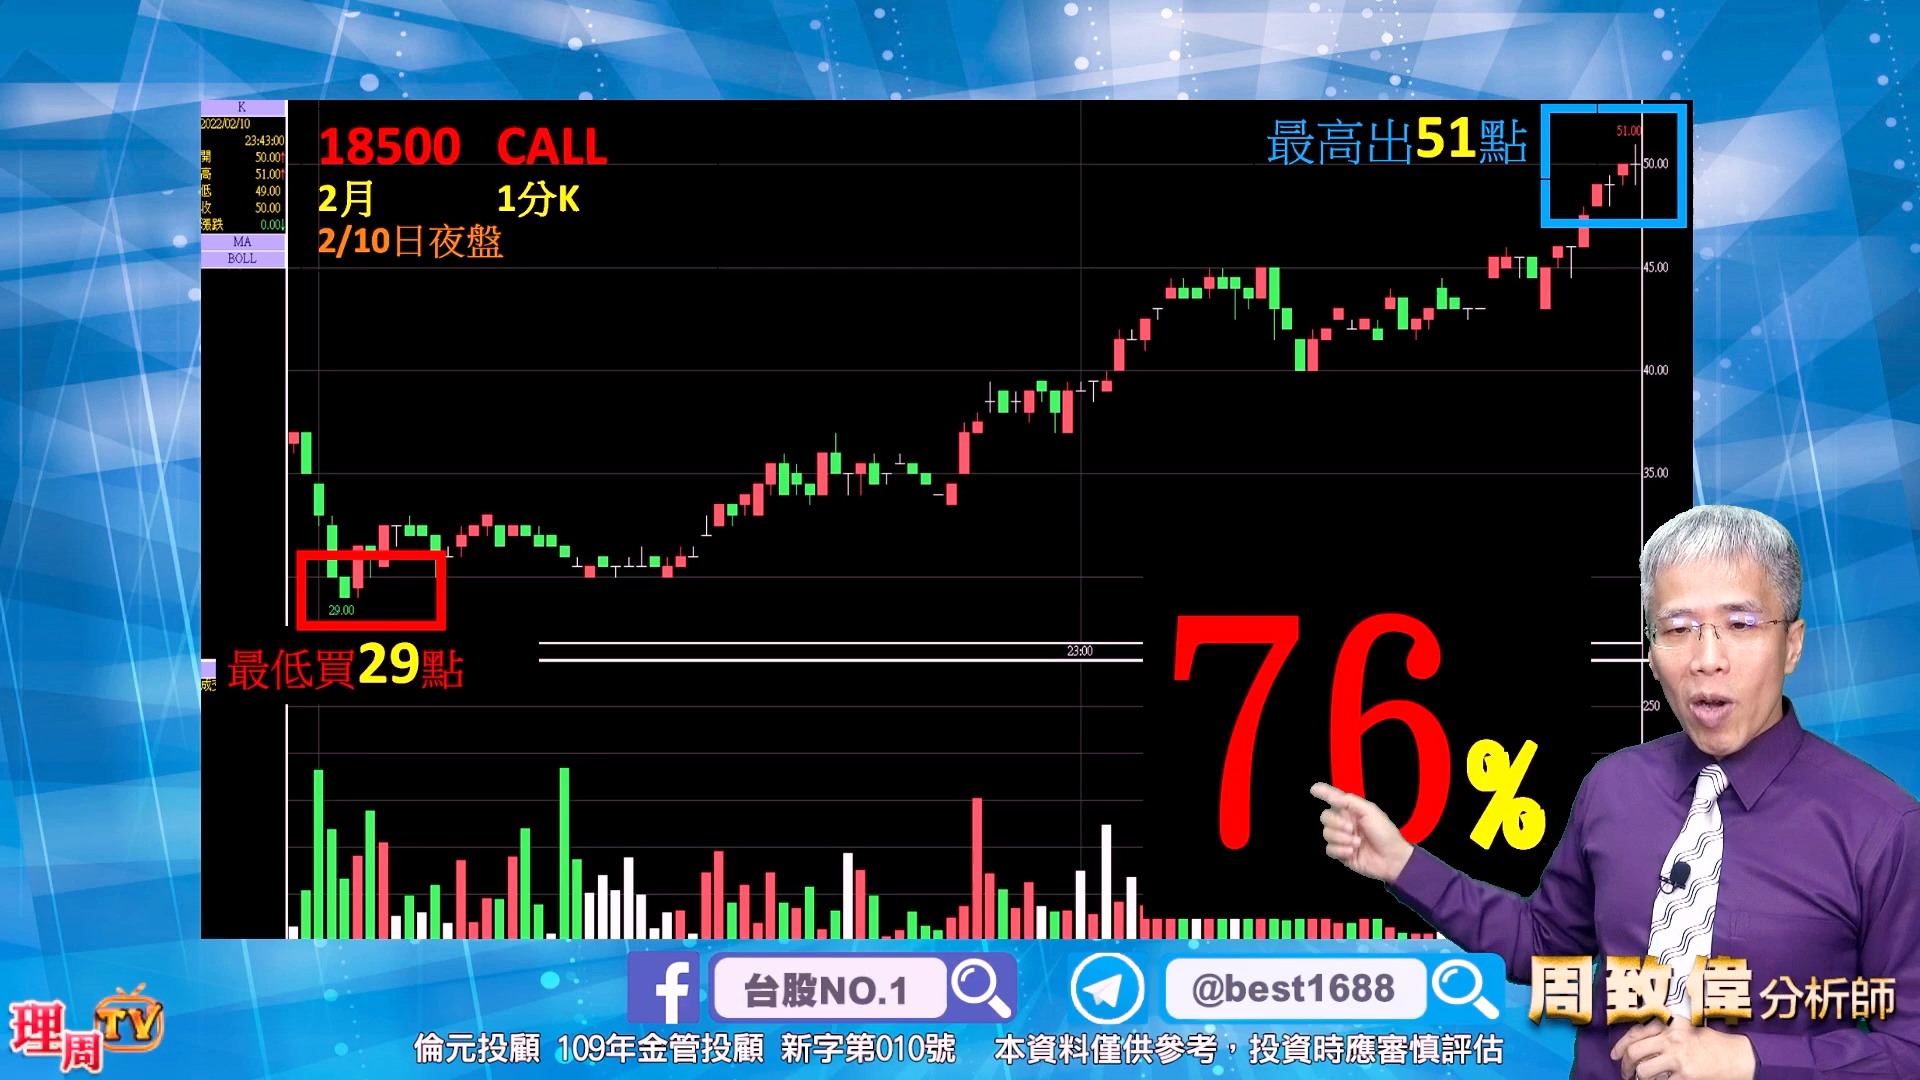 K
2022/02/10
23:43:00
開 50.00↑
高 51.00↑
低 49.00
收 50.00
漲跌 0.00↓
MA
BOLL
18500 CALL
2月 1分K
2/10日夜盤
最高出51點
51.00
50.00
45.00
40.00
35.00
29.00
最低買29點
23:00
250
76%
台股NO.1
@best1688
理周TV
周致偉分析師
倫元投顧 109年金管投顧 新字第010號 本資料僅供參考，投資時應審慎評估